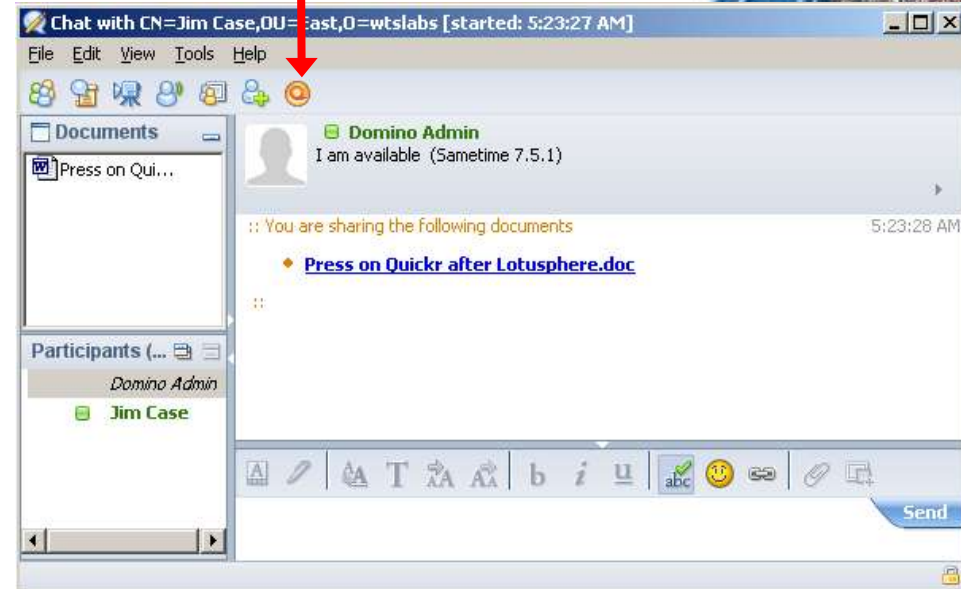 Chat with CN=Jim Case,OU=East,O=wtslabs [started: 5:23:27 AM]
File Edit View Tools Help
Documents
Press on Qui...
Domino Admin
I am available (Sametime 7.5.1)
:: You are sharing the following documents 5:23:28 AM
Press on Quickr after Lotusphere.doc
::
Participants (...
Domino Admin
Jim Case
A T A A b i u abc
Send